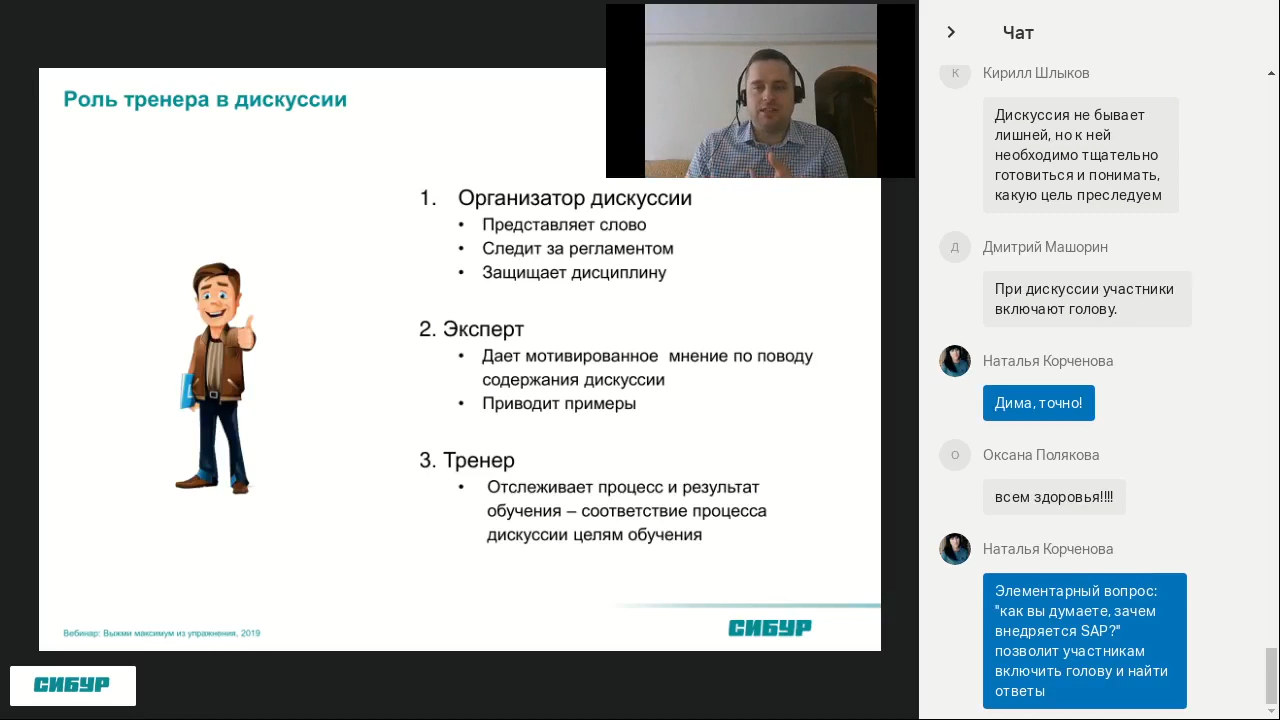 Роль тренера в дискуссии
1. Организатор дискуссии
• Представляет слово
• Следит за регламентом
• Защищает дисциплину
2. Эксперт
• Дает мотивированное мнение по поводу
содержания дискуссии
• Приводит примеры
3. Тренер
• Отслеживает процесс и результат
обучения – соответствие процесса
дискуссии целям обучения
Вебинар: Выжми максимум из упражнения, 2019
СИБУР
СИБУР
Чат
К
Кирилл Шлыков
Дискуссия не бывает
лишней, но к ней
необходимо тщательно
готовиться и понимать,
какую цель преследуем
Д
Дмитрий Машорин
При дискуссии участники
включают голову.
Наталья Корченова
Дима, точно!
О
Оксана Полякова
всем здоровья!!!!
Наталья Корченова
Элементарный вопрос:
"как вы думаете, зачем
внедряется SAP?"
позволит участникам
включить голову и найти
ответы